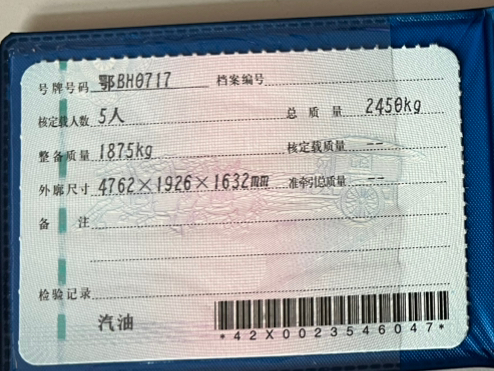 号牌号码 鄂BH0717 档案编号
核定载人数 5人 总质量 2450kg
整备质量 1875kg 核定载质量 --
外廓尺寸 4762×1926×1632mm 准牵引总质量 --
备注
检验记录
汽油
*42X0023546047*